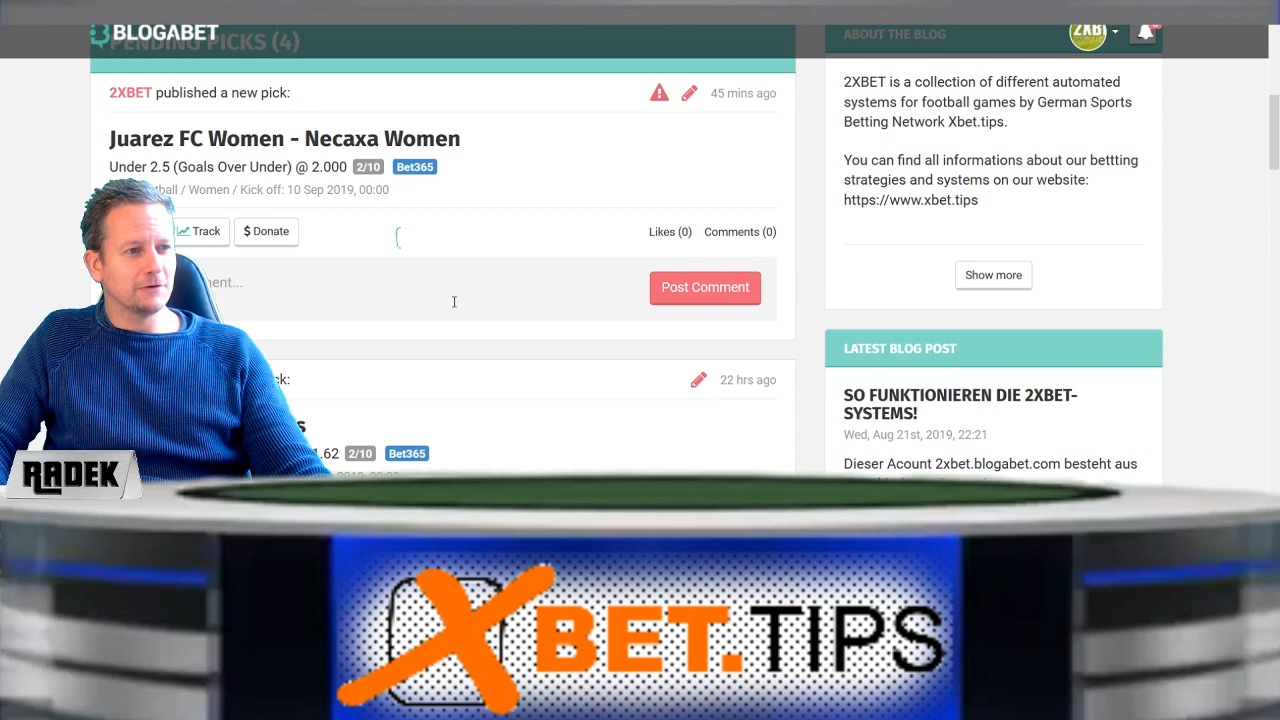 BLOGABET
PENDING PICKS (4)
2XBET published a new pick:
45 mins ago
Juarez FC Women - Necaxa Women
Under 2.5 (Goals Over Under) @ 2.000 2/10 Bet365
/ Women / Kick off: 10 Sep 2019, 00:00
Track
$ Donate
Likes (0) Comments (0)
Post Comment
22 hrs ago
2/10 Bet365
RADEK
ABOUT THE BLOG
2XBET is a collection of different automated
systems for football games by German Sports
Betting Network Xbet.tips.
You can find all informations about our bettting
strategies and systems on our website:
https://www.xbet.tips
Show more
LATEST BLOG POST
SO FUNKTIONIEREN DIE 2XBET-
SYSTEMS!
Wed, Aug 21st, 2019, 22:21
Dieser Acount 2xbet.blogabet.com besteht aus
XBET.TIPS